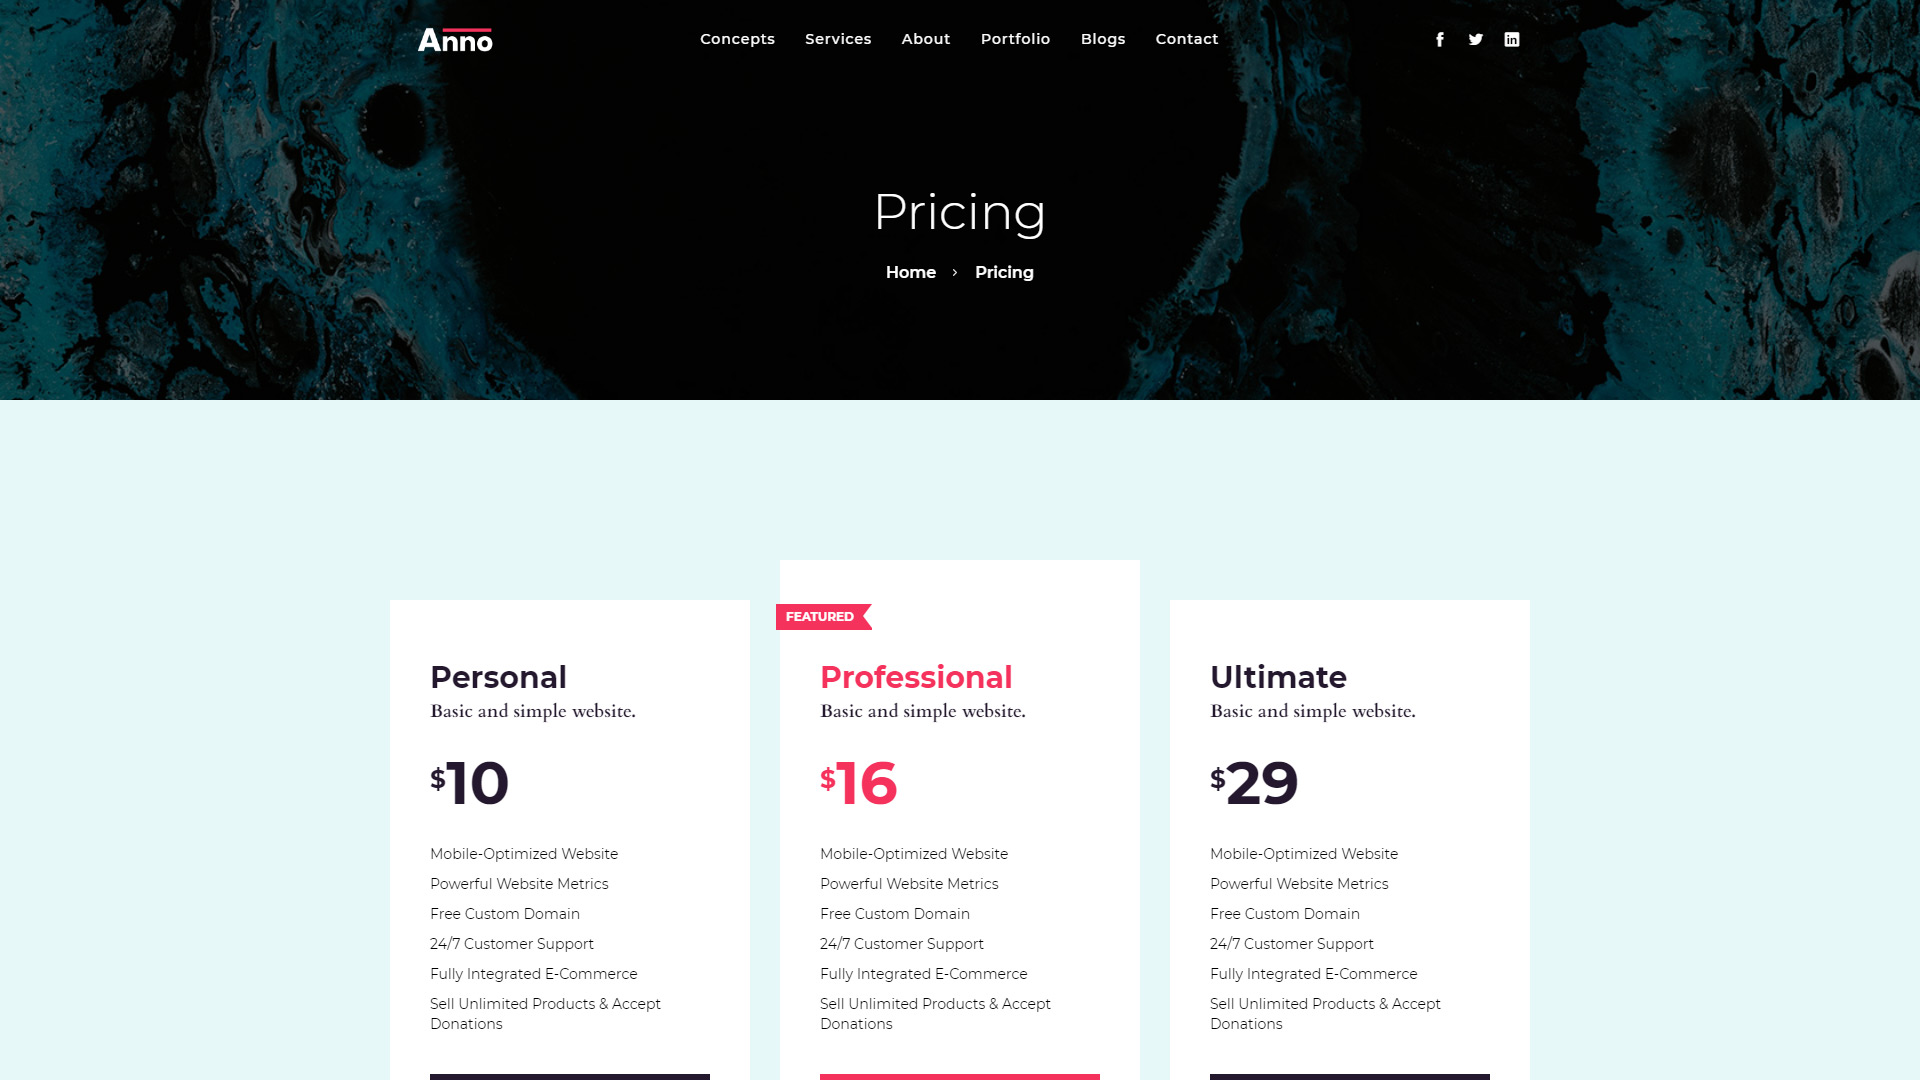 Anno
Concepts Services About Portfolio Blogs Contact
Pricing
Home › Pricing
Personal
Basic and simple website.
$10
Mobile-Optimized Website
Powerful Website Metrics
Free Custom Domain
24/7 Customer Support
Fully Integrated E-Commerce
Sell Unlimited Products & Accept
Donations
FEATURED
Professional
Basic and simple website.
$16
Mobile-Optimized Website
Powerful Website Metrics
Free Custom Domain
24/7 Customer Support
Fully Integrated E-Commerce
Sell Unlimited Products & Accept
Donations
Ultimate
Basic and simple website.
$29
Mobile-Optimized Website
Powerful Website Metrics
Free Custom Domain
24/7 Customer Support
Fully Integrated E-Commerce
Sell Unlimited Products & Accept
Donations